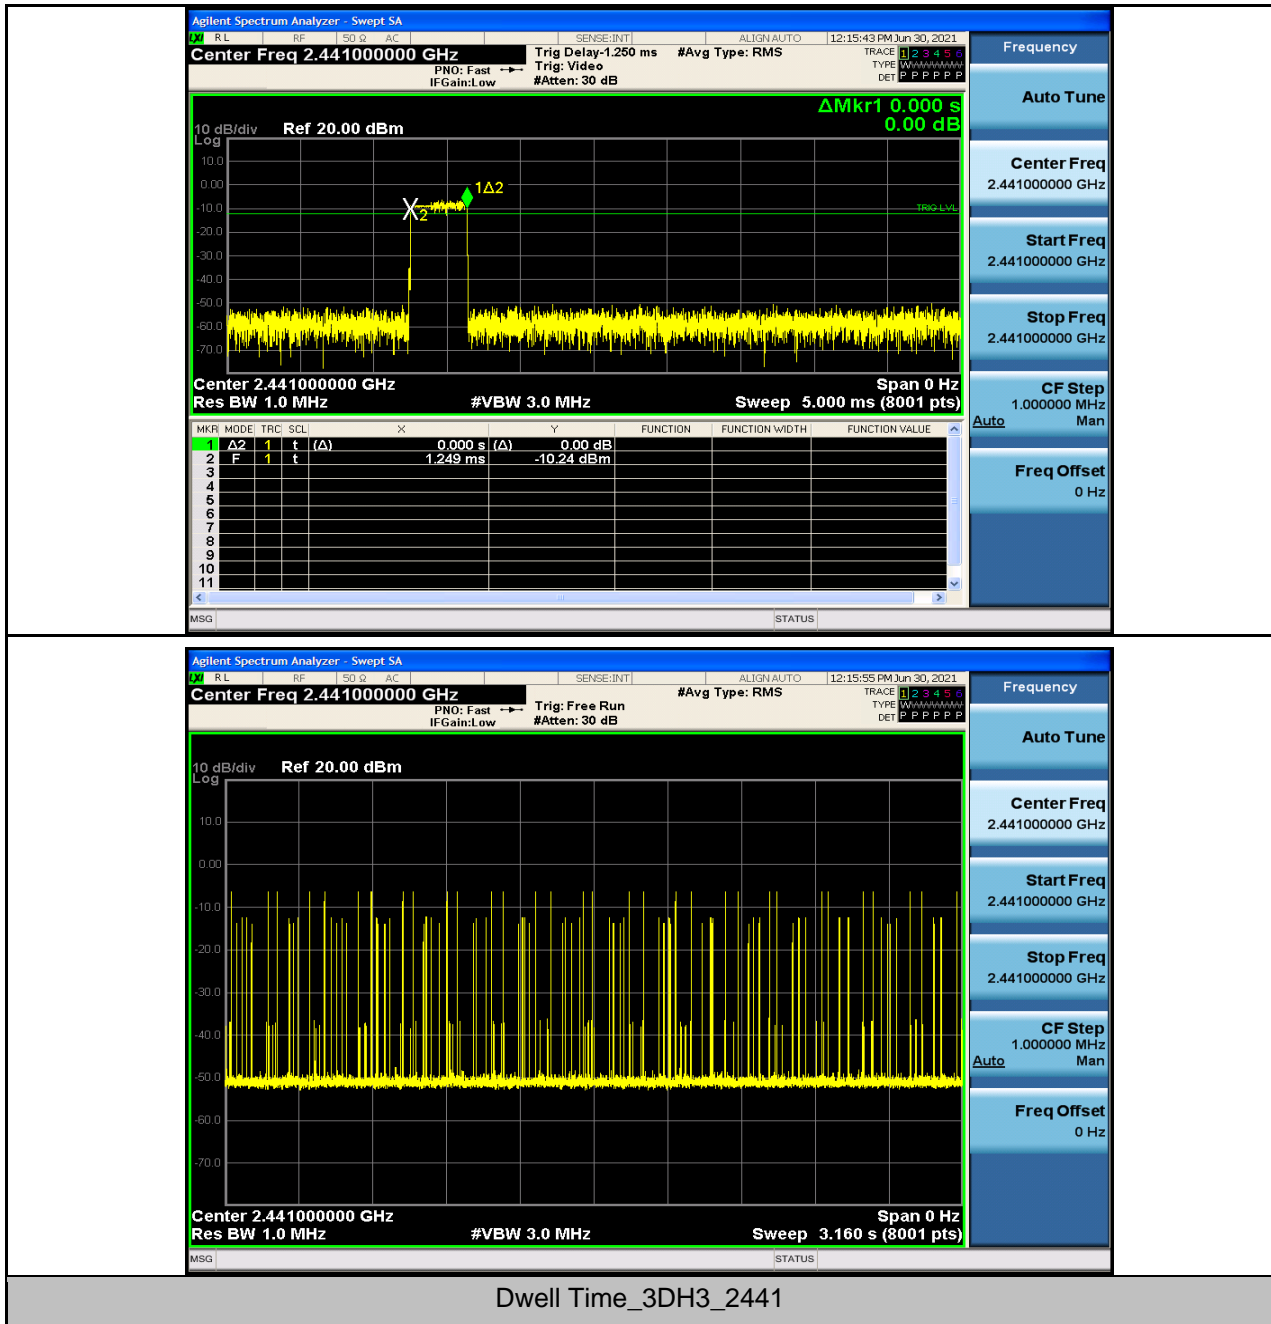 Agilent Spectrum Analyzer - Swept SA
LXI RL RF 50 Ω AC SENSE:INT ALIGN AUTO 12:15:43 PM Jun 30, 2021
Center Freq 2.441000000 GHz
PNO: Fast
IFGain:Low
Trig Delay-1.250 ms
Trig: Video
#Atten: 30 dB
#Avg Type: RMS
TRACE 1 2 3 4 5 6
TYPE WWWWWW
DET P P P P P P
ΔMkr1 0.000 s
0.00 dB
10 dB/div Ref 20.00 dBm
Log
10.0
0.00
-10.0
-20.0
-30.0
-40.0
-50.0
-60.0
-70.0
1Δ2
X2
TRIG LVL
Center 2.441000000 GHz Span 0 Hz
Res BW 1.0 MHz #VBW 3.0 MHz Sweep 5.000 ms (8001 pts)
MKR MODE TRC SCL X Y FUNCTION FUNCTION WIDTH FUNCTION VALUE
1 Δ2 1 t (Δ) 0.000 s (Δ) 0.00 dB
2 F 1 t 1.249 ms -10.24 dBm
3
4
5
6
7
8
9
10
11
MSG STATUS
Frequency
Auto Tune
Center Freq
2.441000000 GHz
Start Freq
2.441000000 GHz
Stop Freq
2.441000000 GHz
CF Step
1.000000 MHz
Auto Man
Freq Offset
0 Hz
Agilent Spectrum Analyzer - Swept SA
LXI RL RF 50 Ω AC SENSE:INT ALIGN AUTO 12:15:55 PM Jun 30, 2021
Center Freq 2.441000000 GHz
PNO: Fast
IFGain:Low
Trig: Free Run
#Atten: 30 dB
#Avg Type: RMS
TRACE 1 2 3 4 5 6
TYPE WWWWWW
DET P P P P P P
10 dB/div Ref 20.00 dBm
Log
10.0
0.00
-10.0
-20.0
-30.0
-40.0
-50.0
-60.0
-70.0
Center 2.441000000 GHz Span 0 Hz
Res BW 1.0 MHz #VBW 3.0 MHz Sweep 3.160 s (8001 pts)
MSG STATUS
Frequency
Auto Tune
Center Freq
2.441000000 GHz
Start Freq
2.441000000 GHz
Stop Freq
2.441000000 GHz
CF Step
1.000000 MHz
Auto Man
Freq Offset
0 Hz
Dwell Time_3DH3_2441